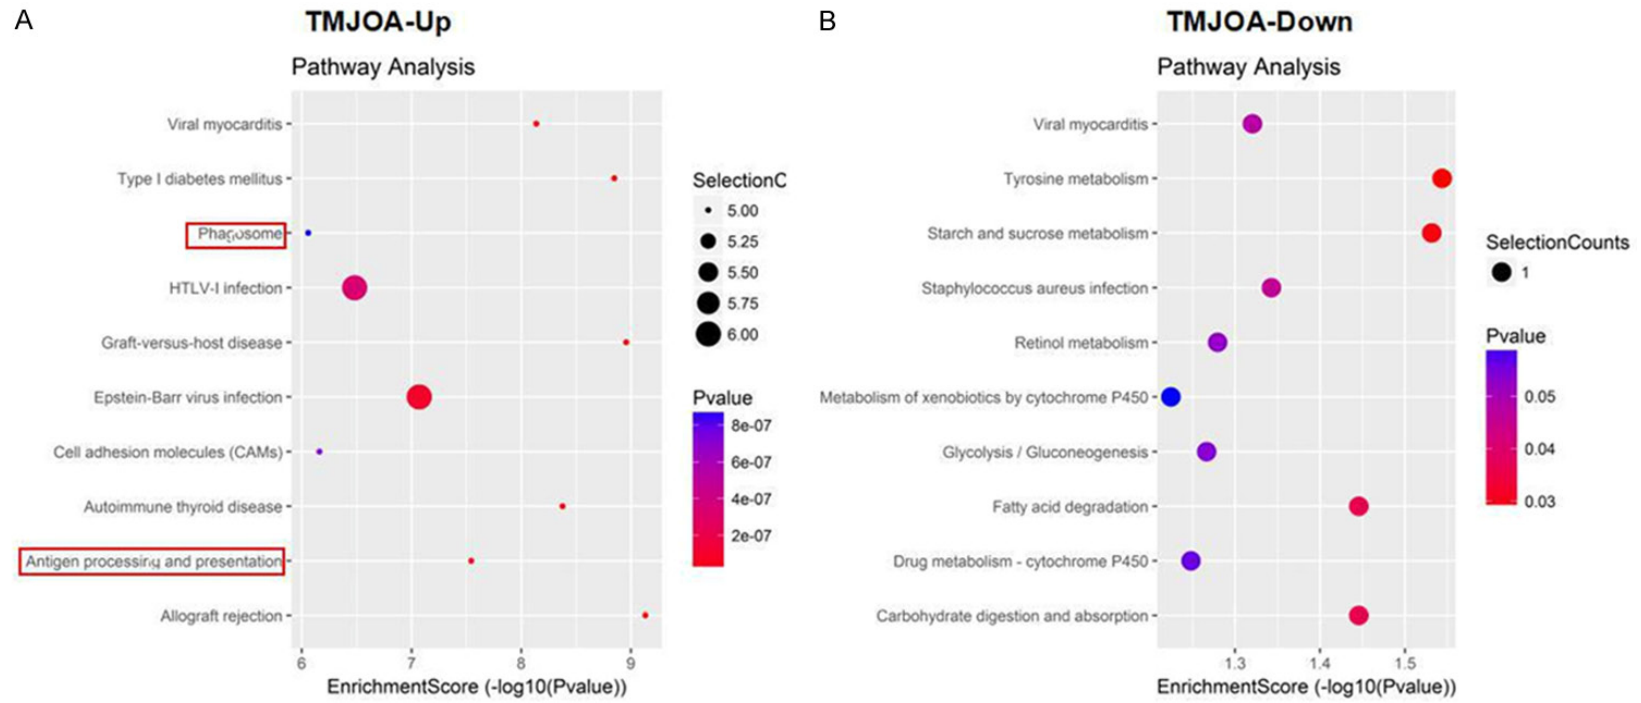 A
TMJOA-Up
Pathway Analysis
Viral myocarditis
Type I diabetes mellitus
Phagosome
HTLV-I infection
Graft-versus-host disease
Epstein-Barr virus infection
Cell adhesion molecules (CAMs)
Autoimmune thyroid disease
Antigen processing and presentation
Allograft rejection
6 7 8 9
EnrichmentScore (-log10(Pvalue))
SelectionC
5.00
5.25
5.50
5.75
6.00
Pvalue
8e-07
6e-07
4e-07
2e-07
B
TMJOA-Down
Pathway Analysis
Viral myocarditis
Tyrosine metabolism
Starch and sucrose metabolism
Staphylococcus aureus infection
Retinol metabolism
Metabolism of xenobiotics by cytochrome P450
Glycolysis / Gluconeogenesis
Fatty acid degradation
Drug metabolism - cytochrome P450
Carbohydrate digestion and absorption
1.3 1.4 1.5
EnrichmentScore (-log10(Pvalue))
SelectionCounts
1
Pvalue
0.05
0.04
0.03